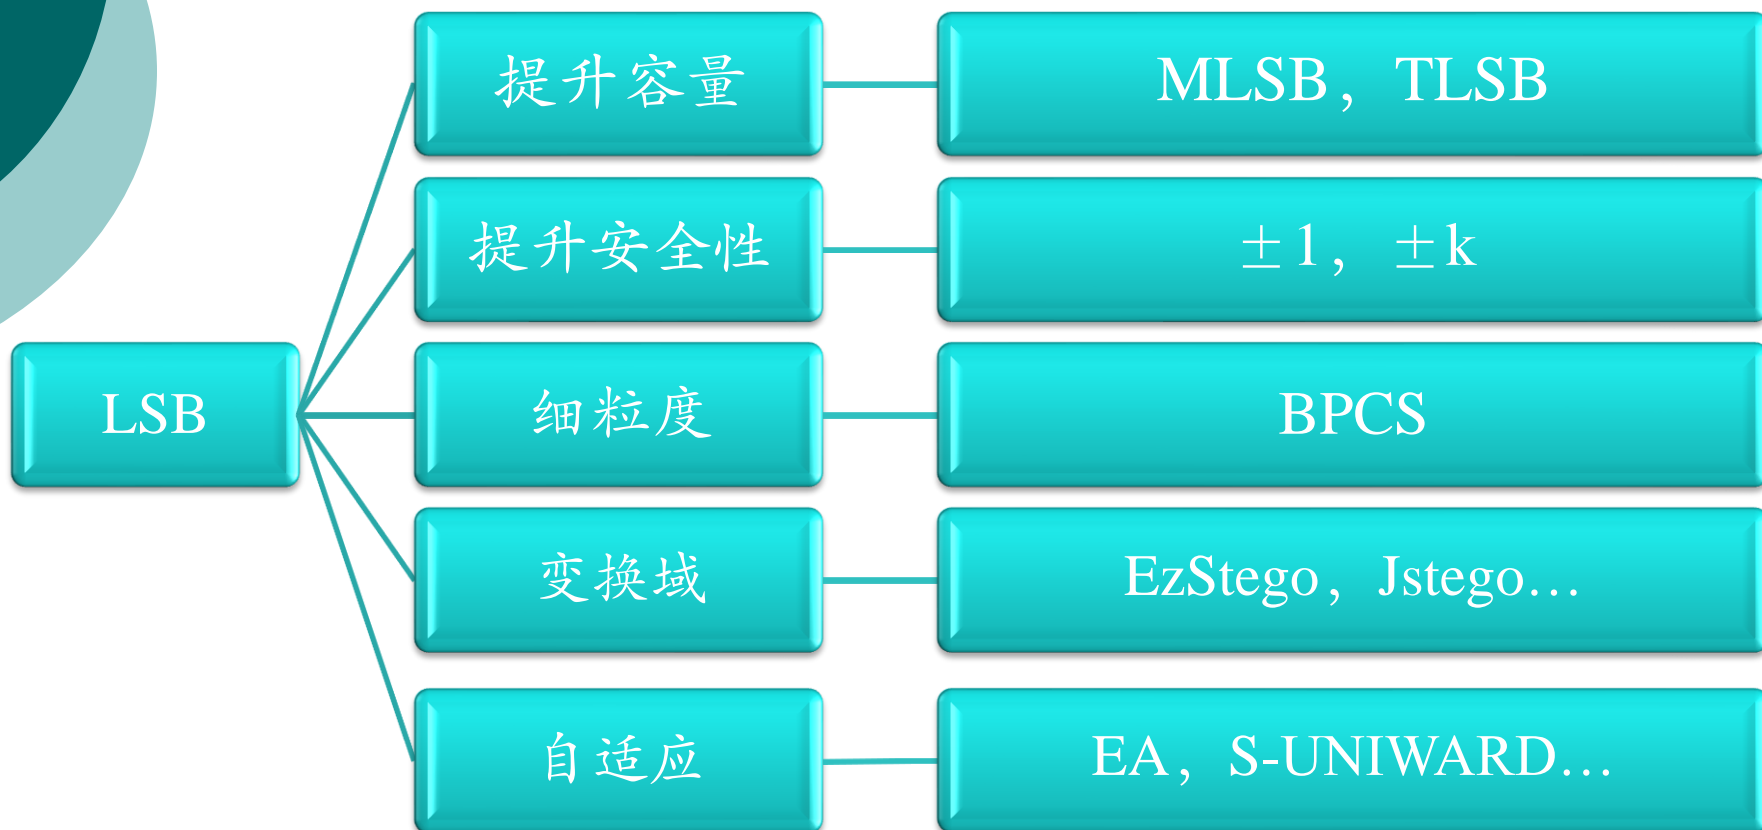 提升容量
MLSB，TLSB
提升安全性
±1，±k
LSB
细粒度
BPCS
变换域
EzStego，Jstego…
自适应
EA，S-UNIWARD…